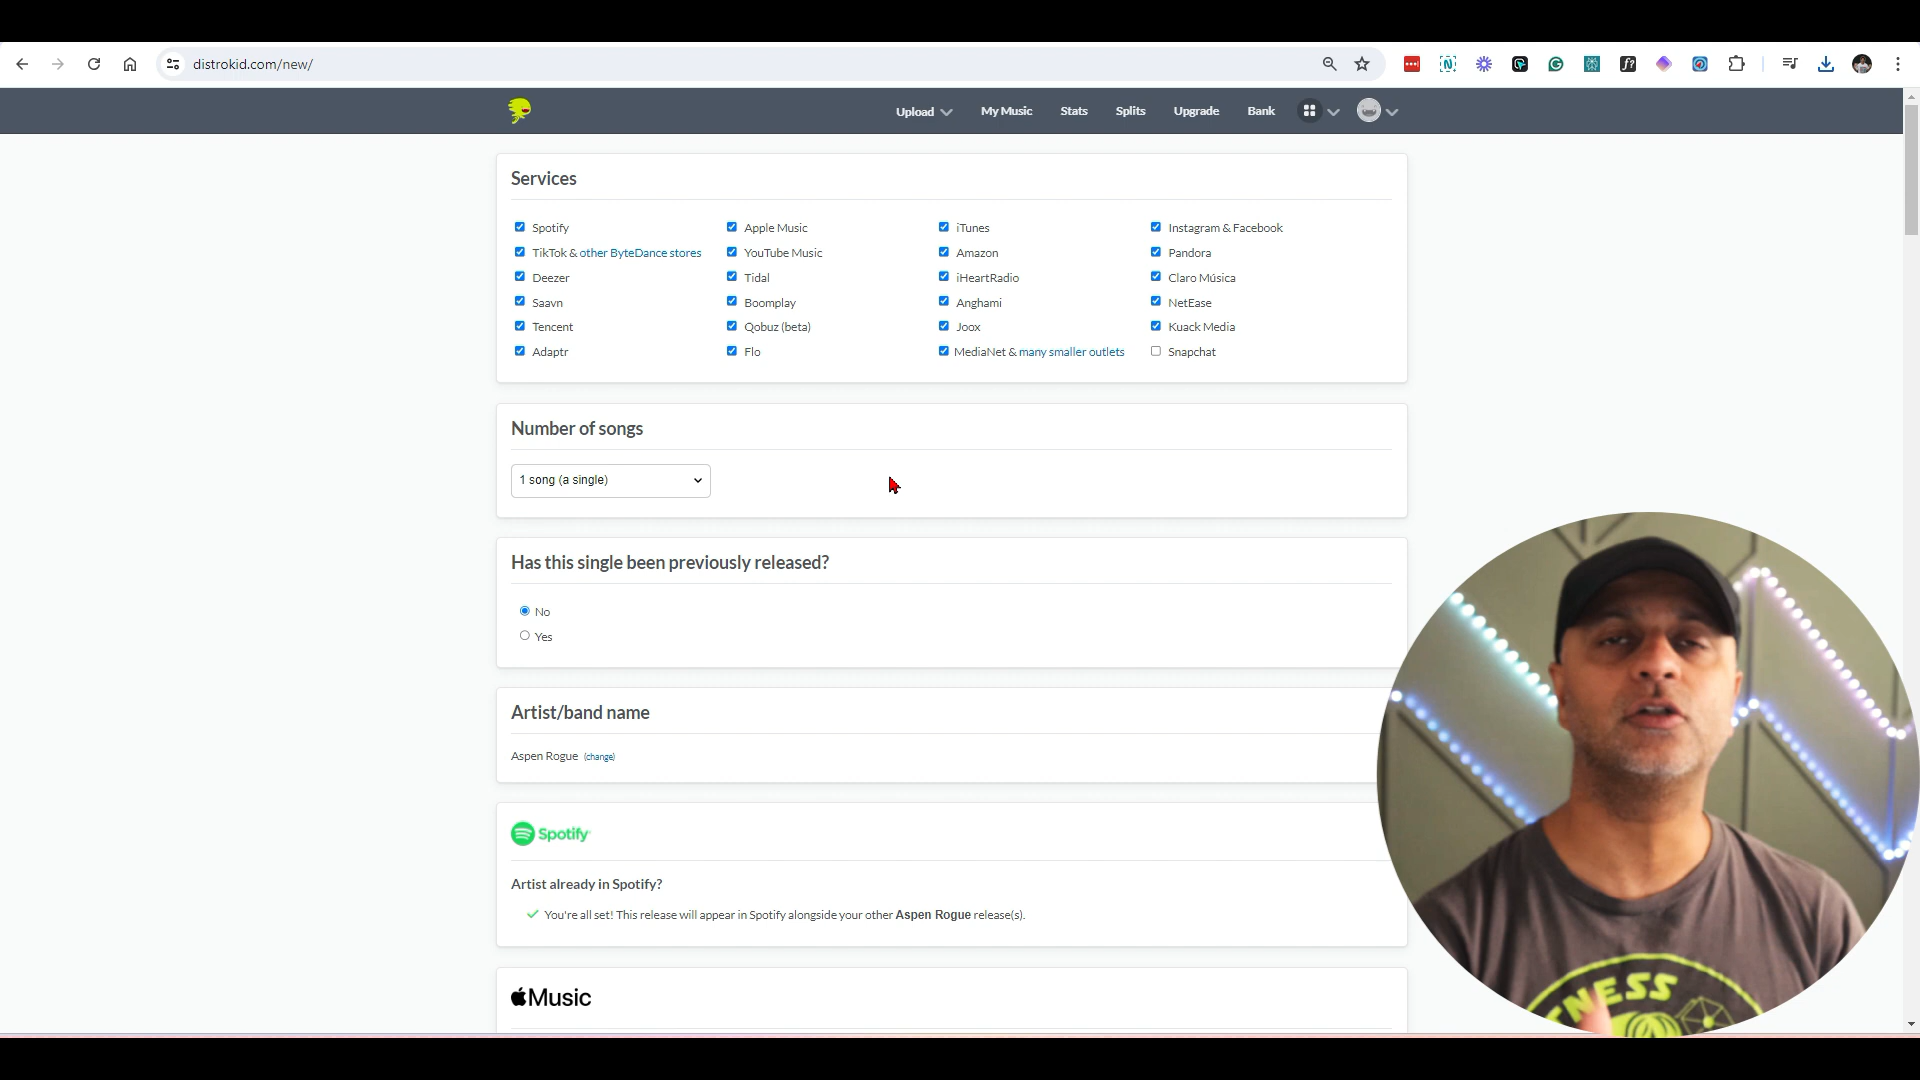 distrokid.com/new/
Upload My Music Stats Splits Upgrade Bank
Services
Spotify Apple Music iTunes Instagram & Facebook
TikTok & other ByteDance stores YouTube Music Amazon Pandora
Deezer Tidal iHeartRadio Claro Música
Saavn Boomplay Anghami NetEase
Tencent Qobuz (beta) Joox Kuack Media
Adaptr Flo MediaNet & many smaller outlets Snapchat
Number of songs
1 song (a single)
Has this single been previously released?
No
Yes
Artist/band name
Aspen Rogue (change)
Spotify
Artist already in Spotify?
You're all set! This release will appear in Spotify alongside your other Aspen Rogue release(s).
Music